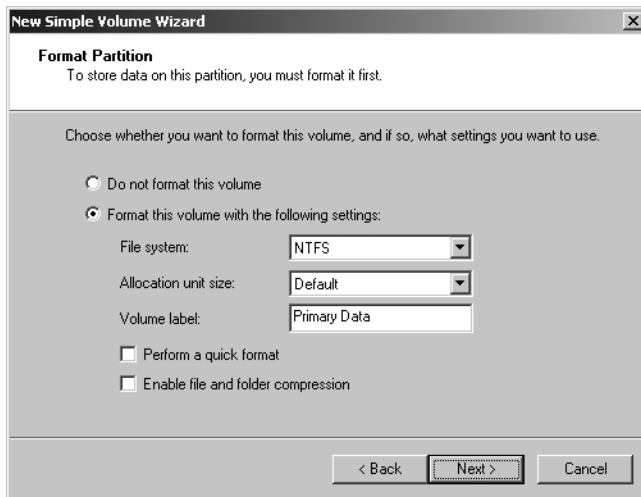 New Simple Volume Wizard
Format Partition
To store data on this partition, you must format it first.
Choose whether you want to format this volume, and if so, what settings you want to use.
Do not format this volume
Format this volume with the following settings:
File system: NTFS
Allocation unit size: Default
Volume label: Primary Data
Perform a quick format
Enable file and folder compression
< Back Next > Cancel